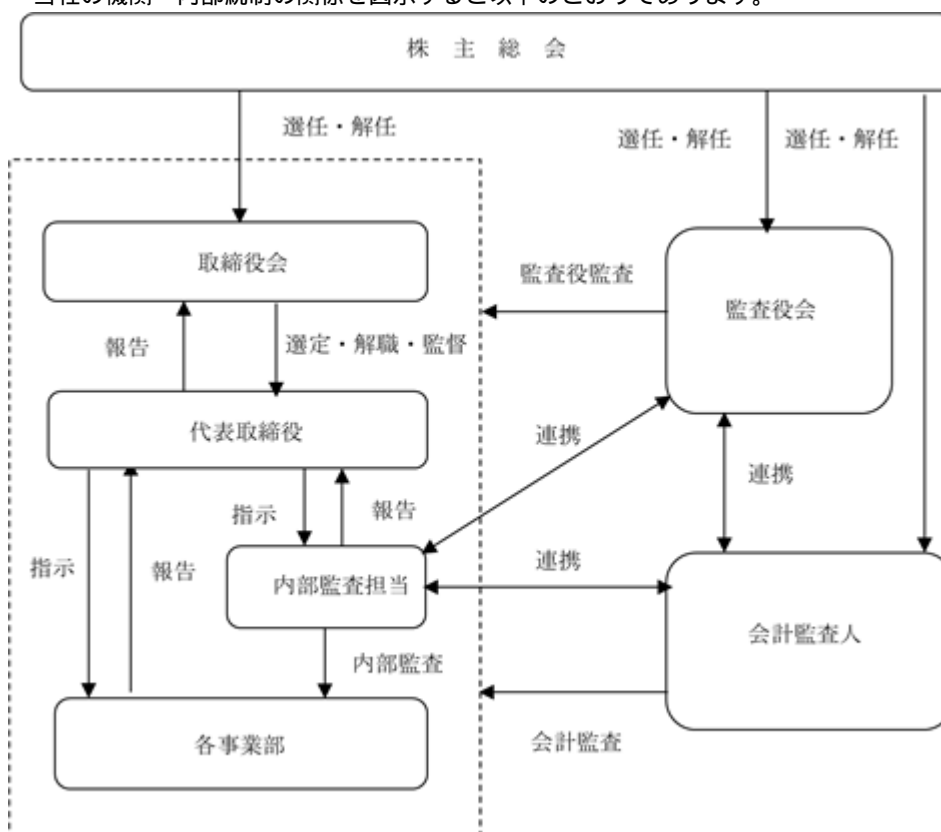 当社の機関・内部統制の関係を図示すると以下のとおりであります。
株 主 総 会
選任・解任
選任・解任
選任・解任
取締役会
監査役監査
監査役会
報告
選定・解職・監督
代表取締役
連携
連携
指示
報告
指示
報告
内部監査担当
連携
会計監査人
内部監査
各事業部
会計監査